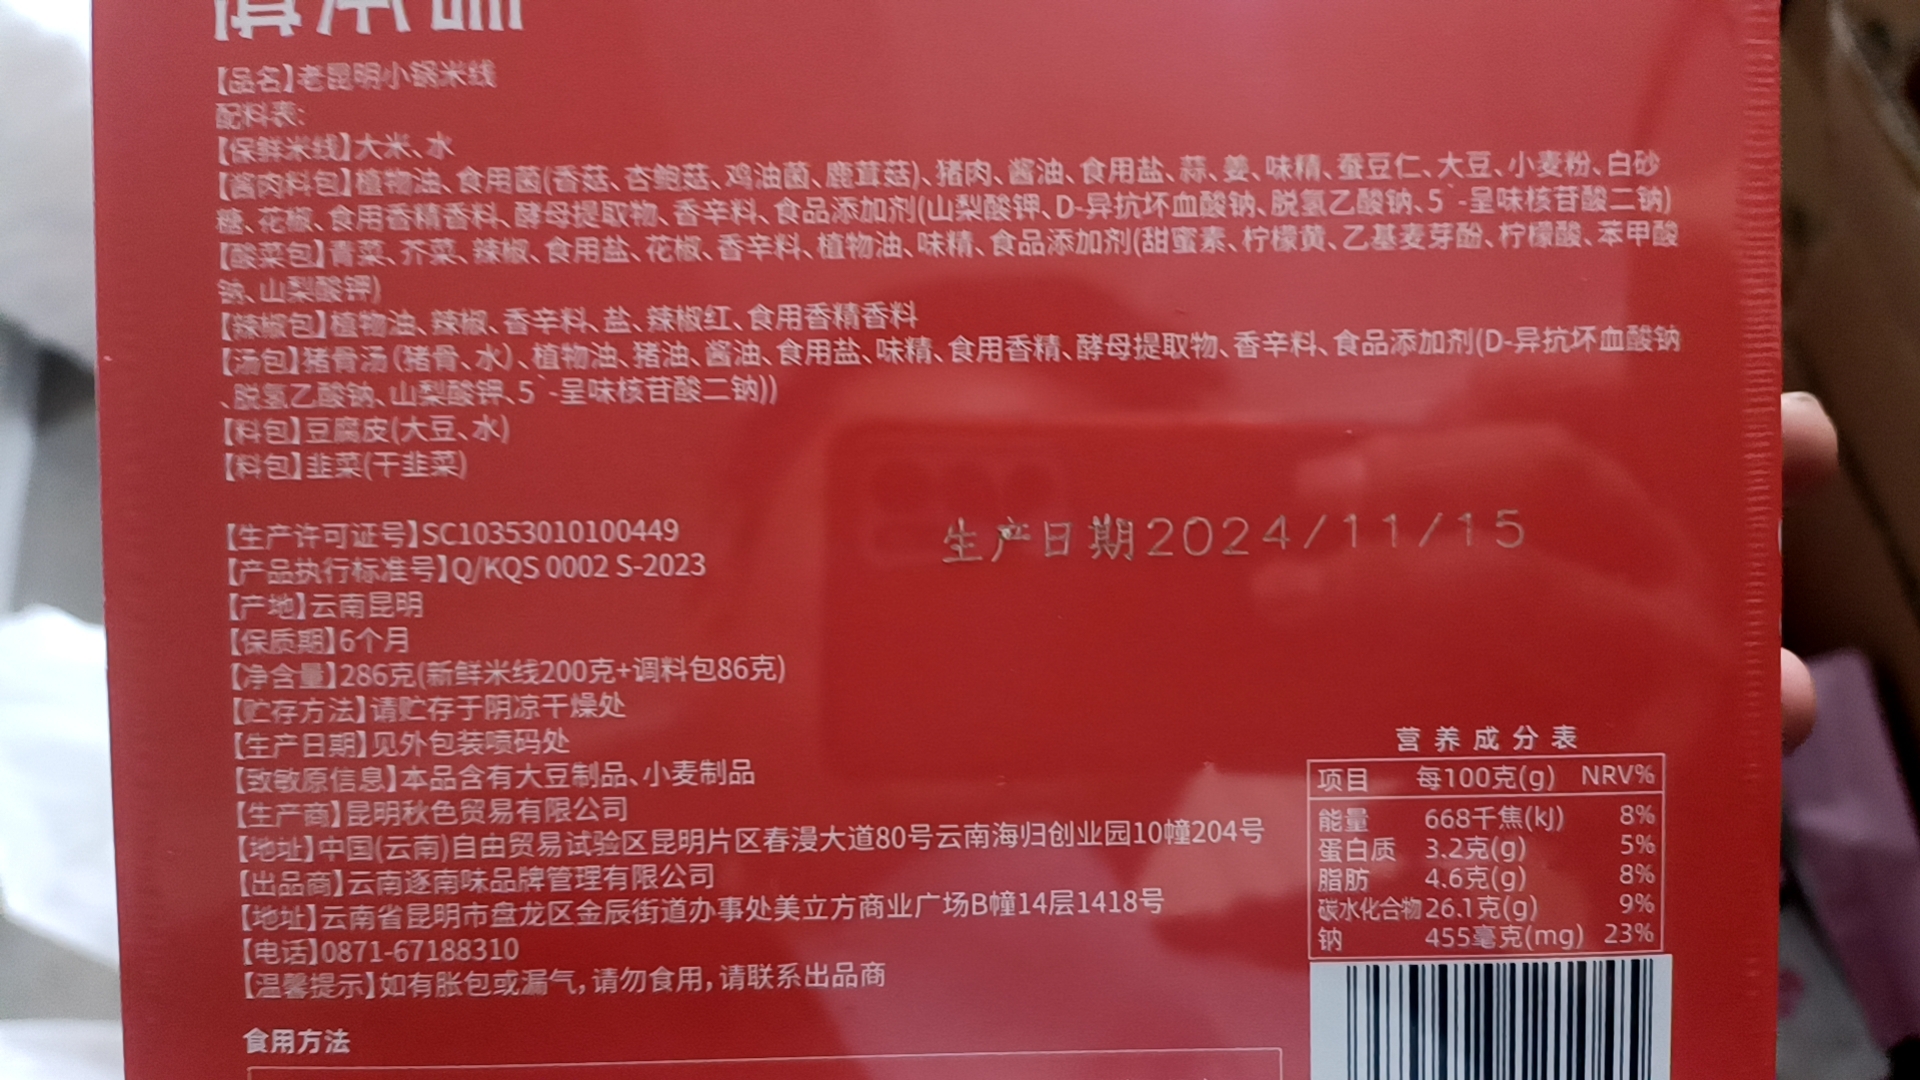 【品名】老昆明小锅米线
配料表:
【保鲜米线】大米、水
【酱肉料包】植物油、食用菌(香菇、杏鲍菇、鸡油菌、鹿茸菇)、猪肉、酱油、食用盐、蒜、姜、味精、蚕豆仁、大豆、小麦粉、白砂
糖、花椒、食用香精香料、酵母提取物、香辛料、食品添加剂(山梨酸钾、D-异抗坏血酸钠、脱氢乙酸钠、5`-呈味核苷酸二钠)
【酸菜包】青菜、芥菜、辣椒、食用盐、花椒、香辛料、植物油、味精、食品添加剂(甜蜜素、柠檬黄、乙基麦芽酚、柠檬酸、苯甲酸
钠、山梨酸钾)
【辣椒包】植物油、辣椒、香辛料、盐、辣椒红、食用香精香料
【汤包】猪骨汤(猪骨、水)、植物油、猪油、酱油、食用盐、味精、食用香精、酵母提取物、香辛料、食品添加剂(D-异抗坏血酸钠
、脱氢乙酸钠、山梨酸钾、5`-呈味核苷酸二钠))
【料包】豆腐皮(大豆、水)
【料包】韭菜(干韭菜)
【生产许可证号】SC10353010100449
【产品执行标准号】Q/KQS 0002 S-2023
【产地】云南昆明
【保质期】6个月
【净含量】286克(新鲜米线200克+调料包86克)
【贮存方法】请贮存于阴凉干燥处
【生产日期】见外包装喷码处
【致敏原信息】本品含有大豆制品、小麦制品
【生产商】昆明秋色贸易有限公司
【地址】中国(云南)自由贸易试验区昆明片区春漫大道80号云南海归创业园10幢204号
【出品商】云南逐南味品牌管理有限公司
【地址】云南省昆明市盘龙区金辰街道办事处美立方商业广场B幢14层1418号
【电话】0871-67188310
【温馨提示】如有胀包或漏气,请勿食用,请联系出品商
食用方法
生产日期2024/11/15
营养成分表
项目 每100克(g) NRV%
能量 668千焦(kJ) 8%
蛋白质 3.2克(g) 5%
脂肪 4.6克(g) 8%
碳水化合物 26.1克(g) 9%
钠 455毫克(mg) 23%